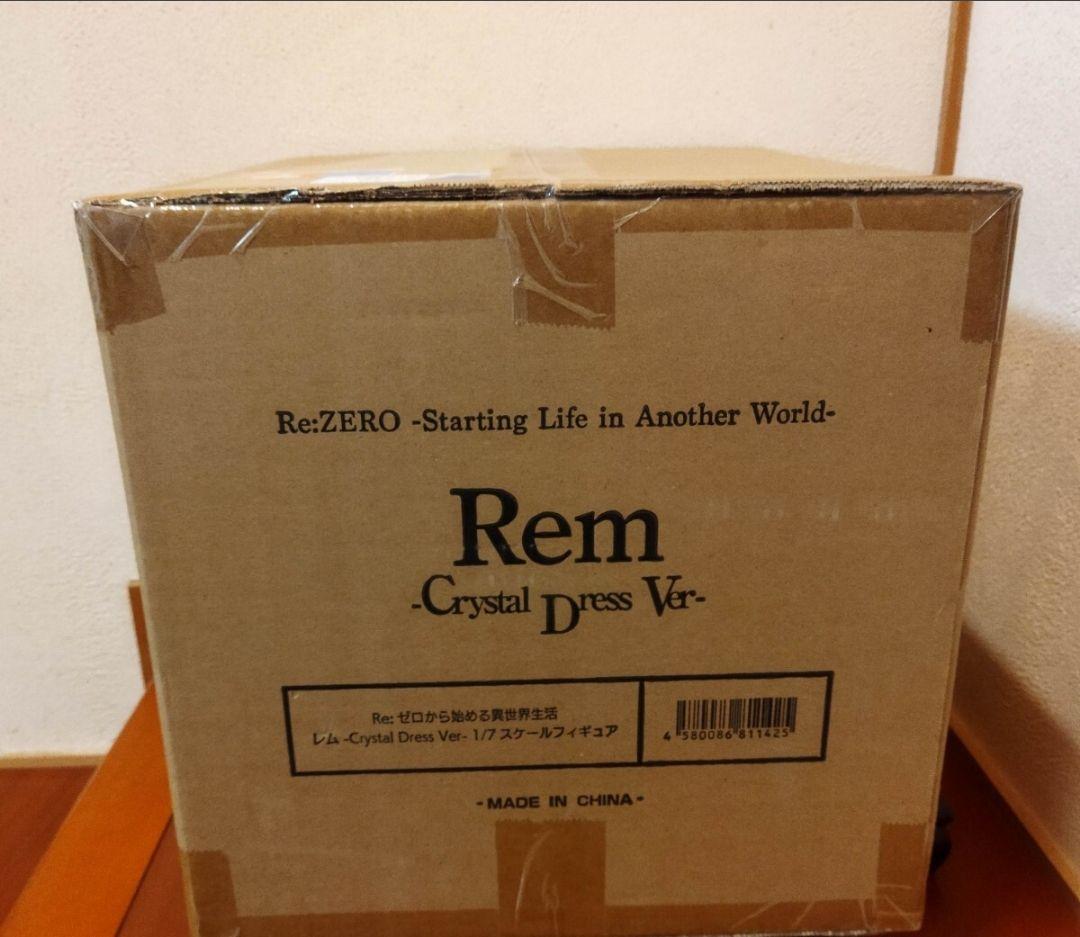 Re:ZERO -Starting Life in Another World-
Rem
-Crystal Dress Ver-
Re: ゼロから始める異世界生活
レム -Crystal Dress Ver- 1/7 スケールフィギュア
4 580086 811425
-MADE IN CHINA-